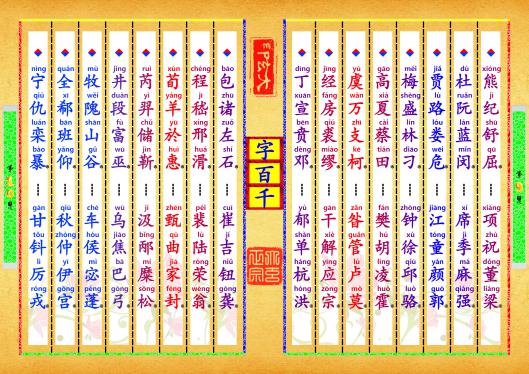 xióng 熊 jì 纪 shū 舒 qū 屈 xiàng 项 zhù 祝 dǒng 董 liáng 梁
dù 杜 ruǎn 阮 lán 蓝 mǐn 闵 xí 席 jì 季 má 麻 qiáng 强
jiǎ 贾 lù 路 lóu 娄 wēi 危 jiāng 江 tóng 童 yán 颜 guō 郭
méi 梅 shèng 盛 lín 林 diāo 刁 zhōng 钟 xú 徐 qiū 邱 luò 骆
gāo 高 xià 夏 cài 蔡 tián 田 fán 樊 hú 胡 líng 凌 huò 霍
yú 虞 wàn 万 zhī 支 kē 柯 zǎn 昝 guǎn 管 lú 卢 mò 莫
jīng 经 fáng 房 qiú 裘 miào 缪 gān 干 xiè 解 yīng 应 zōng 宗
dīng 丁 xuān 宣 bēn 贲 dèng 邓 yù 郁 shàn 单 háng 杭 hóng 洪
字百千
bāo 包 zhū 诸 zuǒ 左 shí 石 cuī 崔 jí 吉 niǔ 钮 gōng 龚
chéng 程 jī 嵇 xíng 邢 huá 滑 péi 裴 lù 陆 róng 荣 wēng 翁
xún 荀 yáng 羊 yū 於 huì 惠 zhēn 甄 qū 曲 jiā 家 fēng 封
ruì 芮 yì 羿 chǔ 储 jìn 靳 jí 汲 bǐng 邴 mí 糜 sōng 松
jǐng 井 duàn 段 fù 富 wū 巫 wū 乌 jiāo 焦 bā 巴 gōng 弓
mù 牧 wěi 隗 shān 山 gǔ 谷 chē 车 hóu 侯 mì 宓 péng 蓬
quán 全 xī 郗 bān 班 yǎng 仰 qiū 秋 zhòng 仲 yī 伊 gōng 宫
nìng 宁 qiú 仇 luán 栾 bào 暴 gān 甘 tǒu 钭 lì 厉 róng 戎